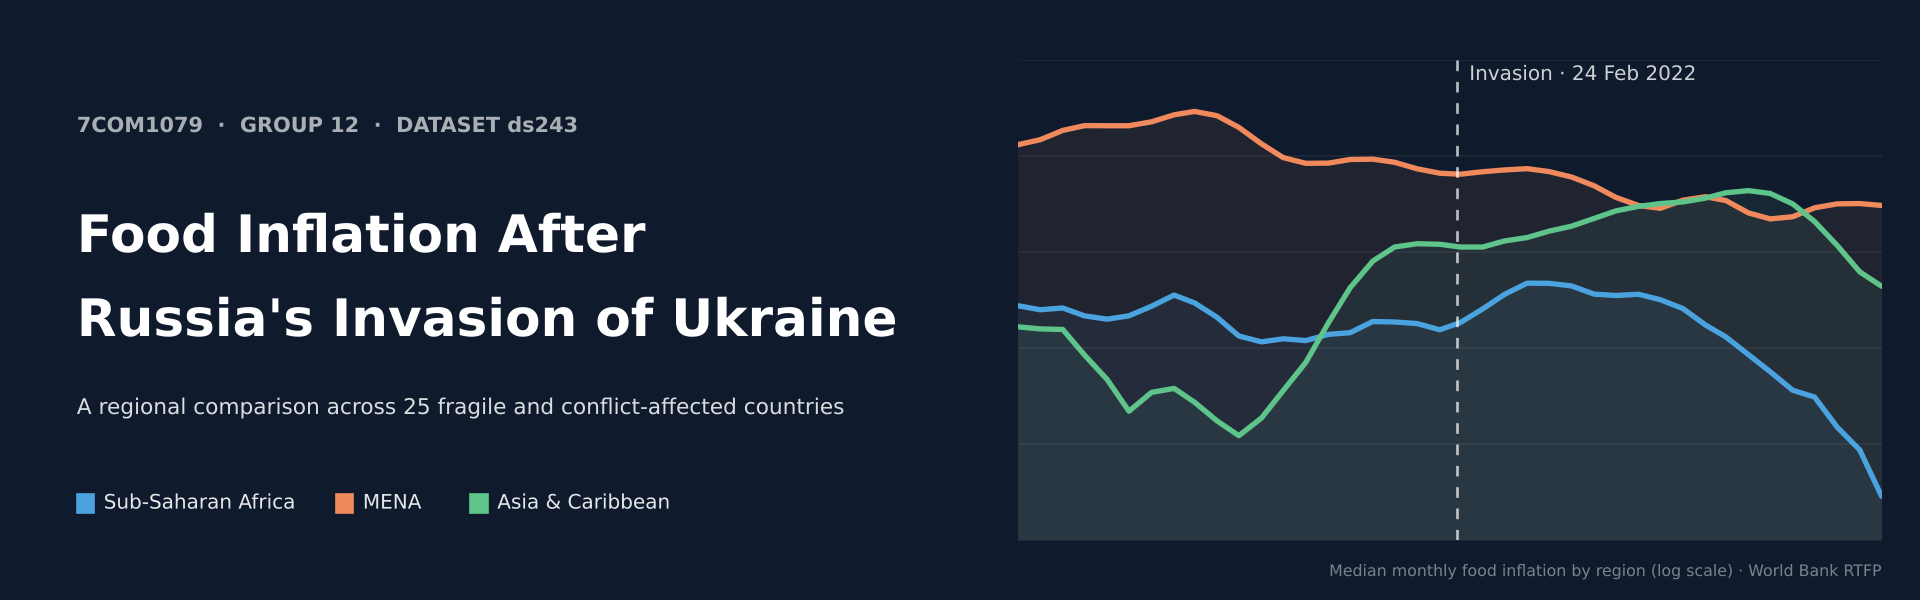 7COM1079 · GROUP 12 · DATASET ds243
Food Inflation After
Russia's Invasion of Ukraine
A regional comparison across 25 fragile and conflict-affected countries
Sub-Saharan Africa MENA Asia & Caribbean
Invasion · 24 Feb 2022
Median monthly food inflation by region (log scale) · World Bank RTFP